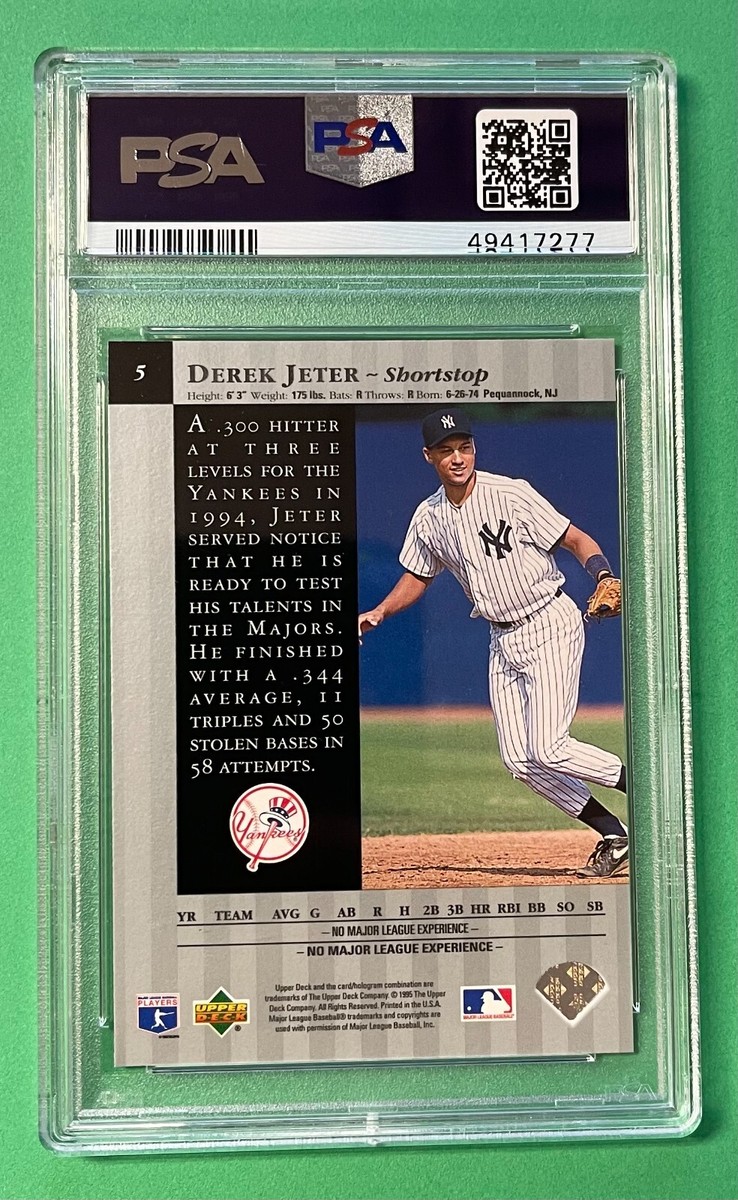 PSA
PSA
49417277
5
DEREK JETER ~ Shortstop
Height: 6'3" Weight: 175 lbs. Bats: R Throws: R Born: 6-26-74 Pequannock, NJ
A .300 HITTER
AT THREE
LEVELS FOR THE
YANKEES IN
1994, JETER
SERVED NOTICE
THAT HE IS
READY TO TEST
HIS TALENTS IN
THE MAJORS.
HE FINISHED
WITH A .344
AVERAGE, 11
TRIPLES AND 50
STOLEN BASES IN
58 ATTEMPTS.
NY
NY
Yankees
YR TEAM AVG G AB R H 2B 3B HR RBI BB SO SB
– NO MAJOR LEAGUE EXPERIENCE –
– NO MAJOR LEAGUE EXPERIENCE –
PLAYERS
UPPER
DECK
Upper Deck and the card/hologram combination are
trademarks of The Upper Deck Company. © 1995 The Upper
Deck Company. All Rights Reserved. Printed in the U.S.A.
Major League Baseball® trademarks and copyrights are
used with permission of Major League Baseball, Inc.
MAJOR LEAGUE BASEBALL